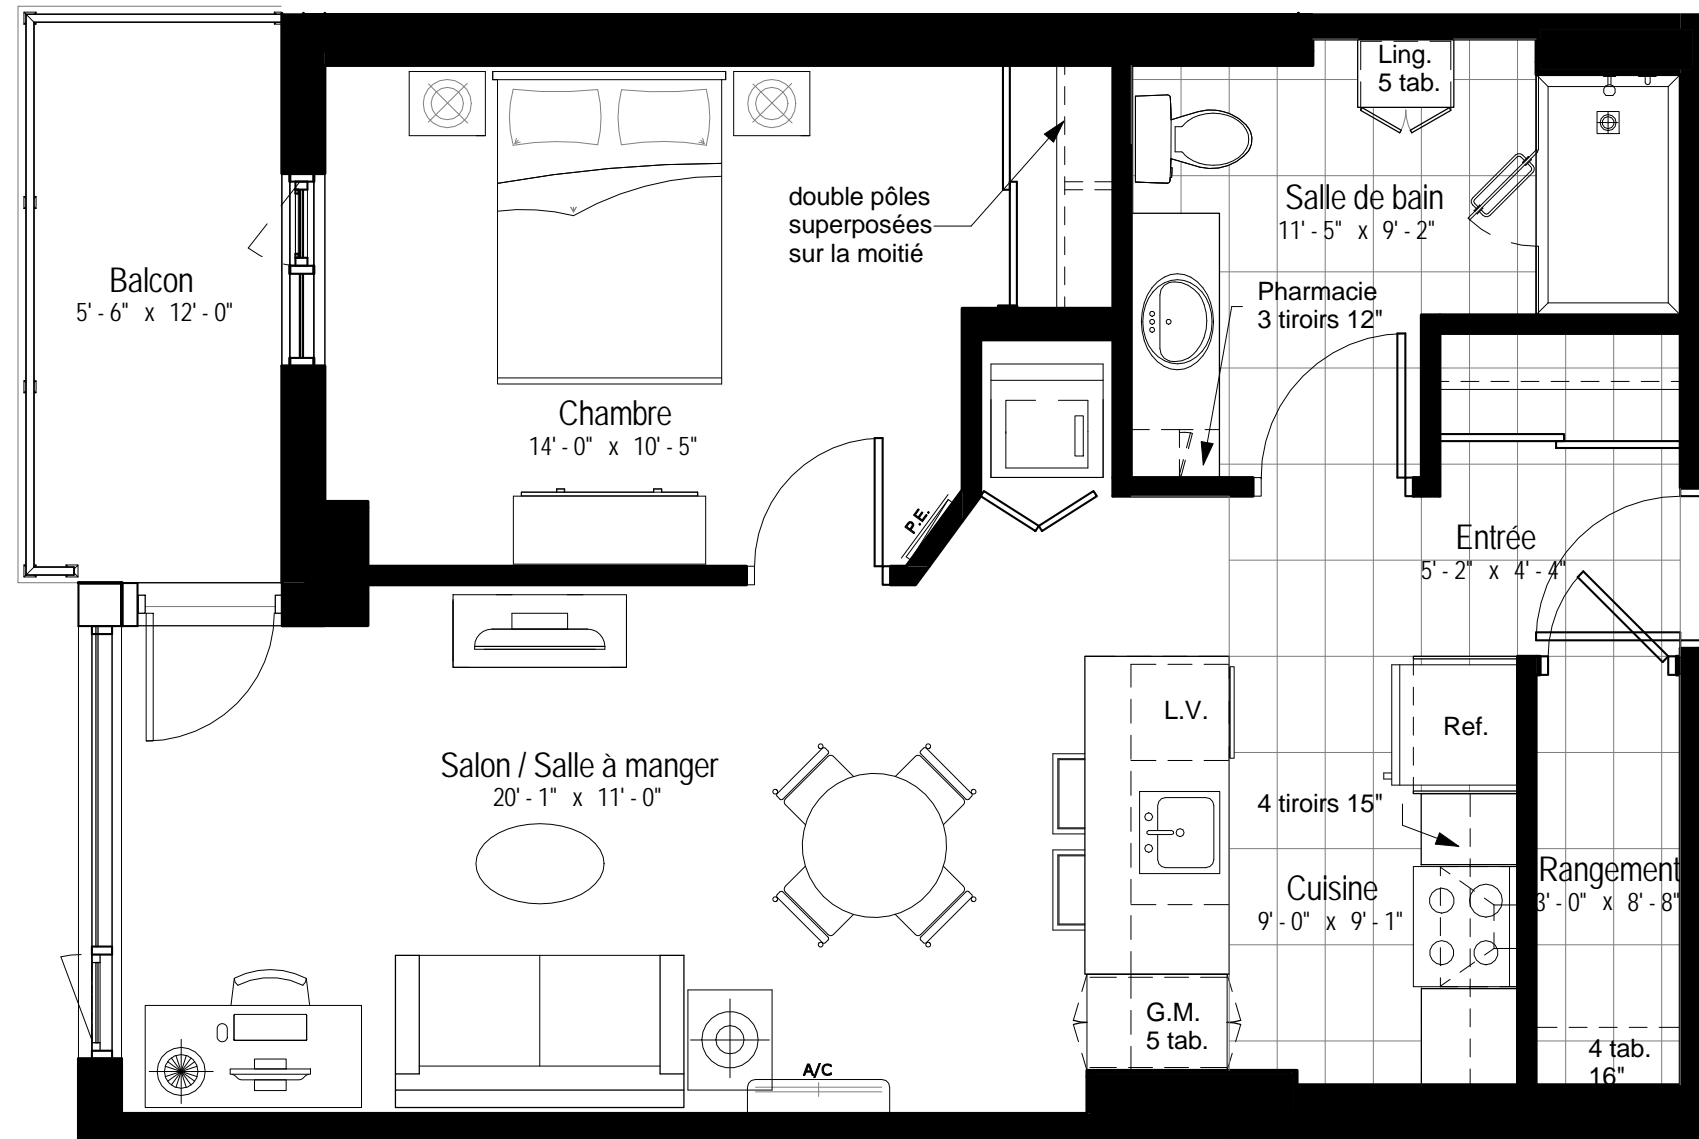 Ling.
5 tab.
Salle de bain
11' - 5" x 9' - 2"
double pôles
superposées
sur la moitié
Balcon
5' - 6" x 12' - 0"
Pharmacie
3 tiroirs 12"
Chambre
14' - 0" x 10' - 5"
P.E.
Entrée
5' - 2" x 4' - 4"
L.V.
Ref.
Salon / Salle à manger
20' - 1" x 11' - 0"
4 tiroirs 15"
Cuisine
9' - 0" x 9' - 1"
Rangement
3' - 0" x 8' - 8"
G.M.
5 tab.
4 tab.
16"
A/C